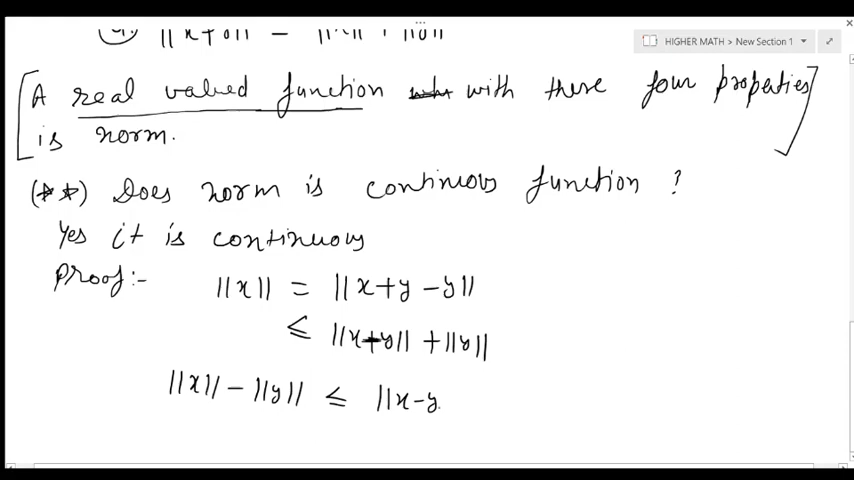 ④ ||x+y|| = ||x|| + ||y||
HIGHER MATH > New Section 1
A real valued function with these four properties
is norm.
(**) Does norm is continuous function ?
Yes it is continuous
Proof:- ||x|| = ||x+y-y||
≤ ||x-y|| + ||y||
||x|| - ||y|| ≤ ||x-y